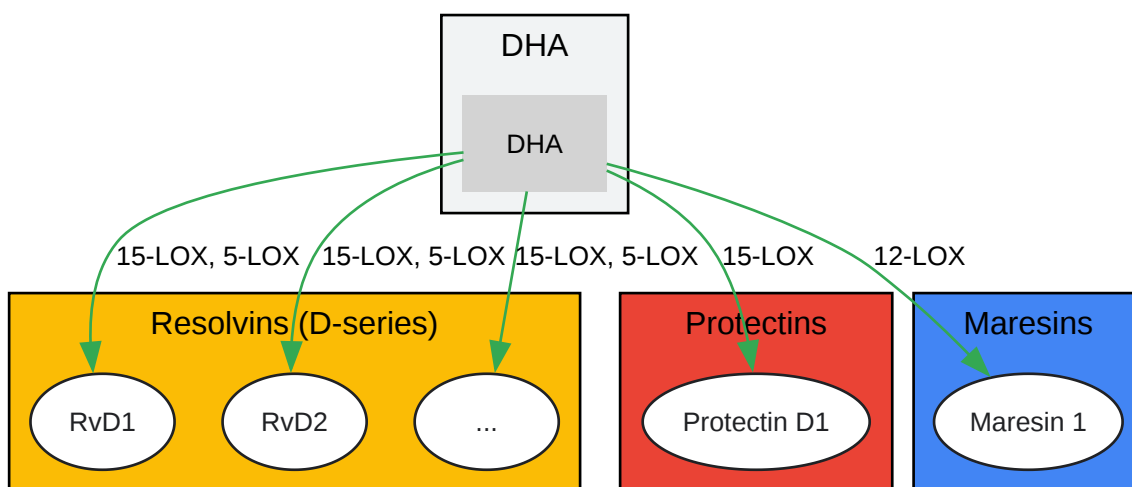 DHA
DHA
15-LOX, 5-LOX 15-LOX, 5-LOX 15-LOX, 5-LOX 15-LOX 12-LOX
Resolvins (D-series) Protectins Maresins
RvD1 RvD2 ... Protectin D1 Maresin 1